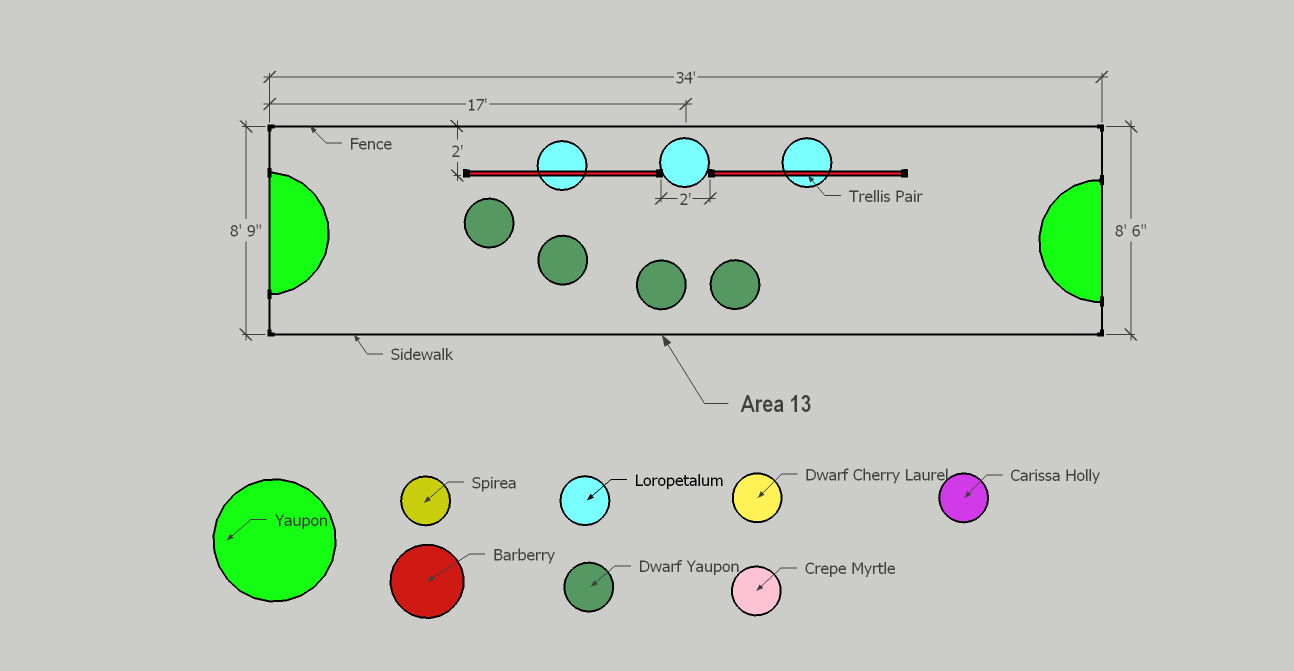 34'
17'
Fence
2'
Trellis Pair
2'
8' 9"
8' 6"
Sidewalk
Area 13
Spirea
Loropetalum
Dwarf Cherry Laurel
Carissa Holly
Yaupon
Barberry
Dwarf Yaupon
Crepe Myrtle